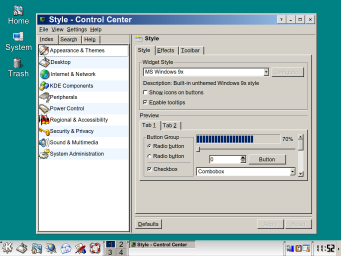 Home
System
Trash
Style - Control Center
File View Settings Help
Index Search Help
Appearance & Themes
Desktop
Internet & Network
KDE Components
Peripherals
Power Control
Regional & Accessibility
Security & Privacy
Sound & Multimedia
System Administration
Style
Style Effects Toolbar
Widget Style
MS Windows 9x
Description: Built-in unthemed Windows 9x style
Show icons on buttons
Enable tooltips
Preview
Tab 1 Tab 2
Button Group
Radio button
Radio button
Checkbox
70%
0
Button
Combobox
Defaults
1 2
3 4
Style - Control Center
11:52